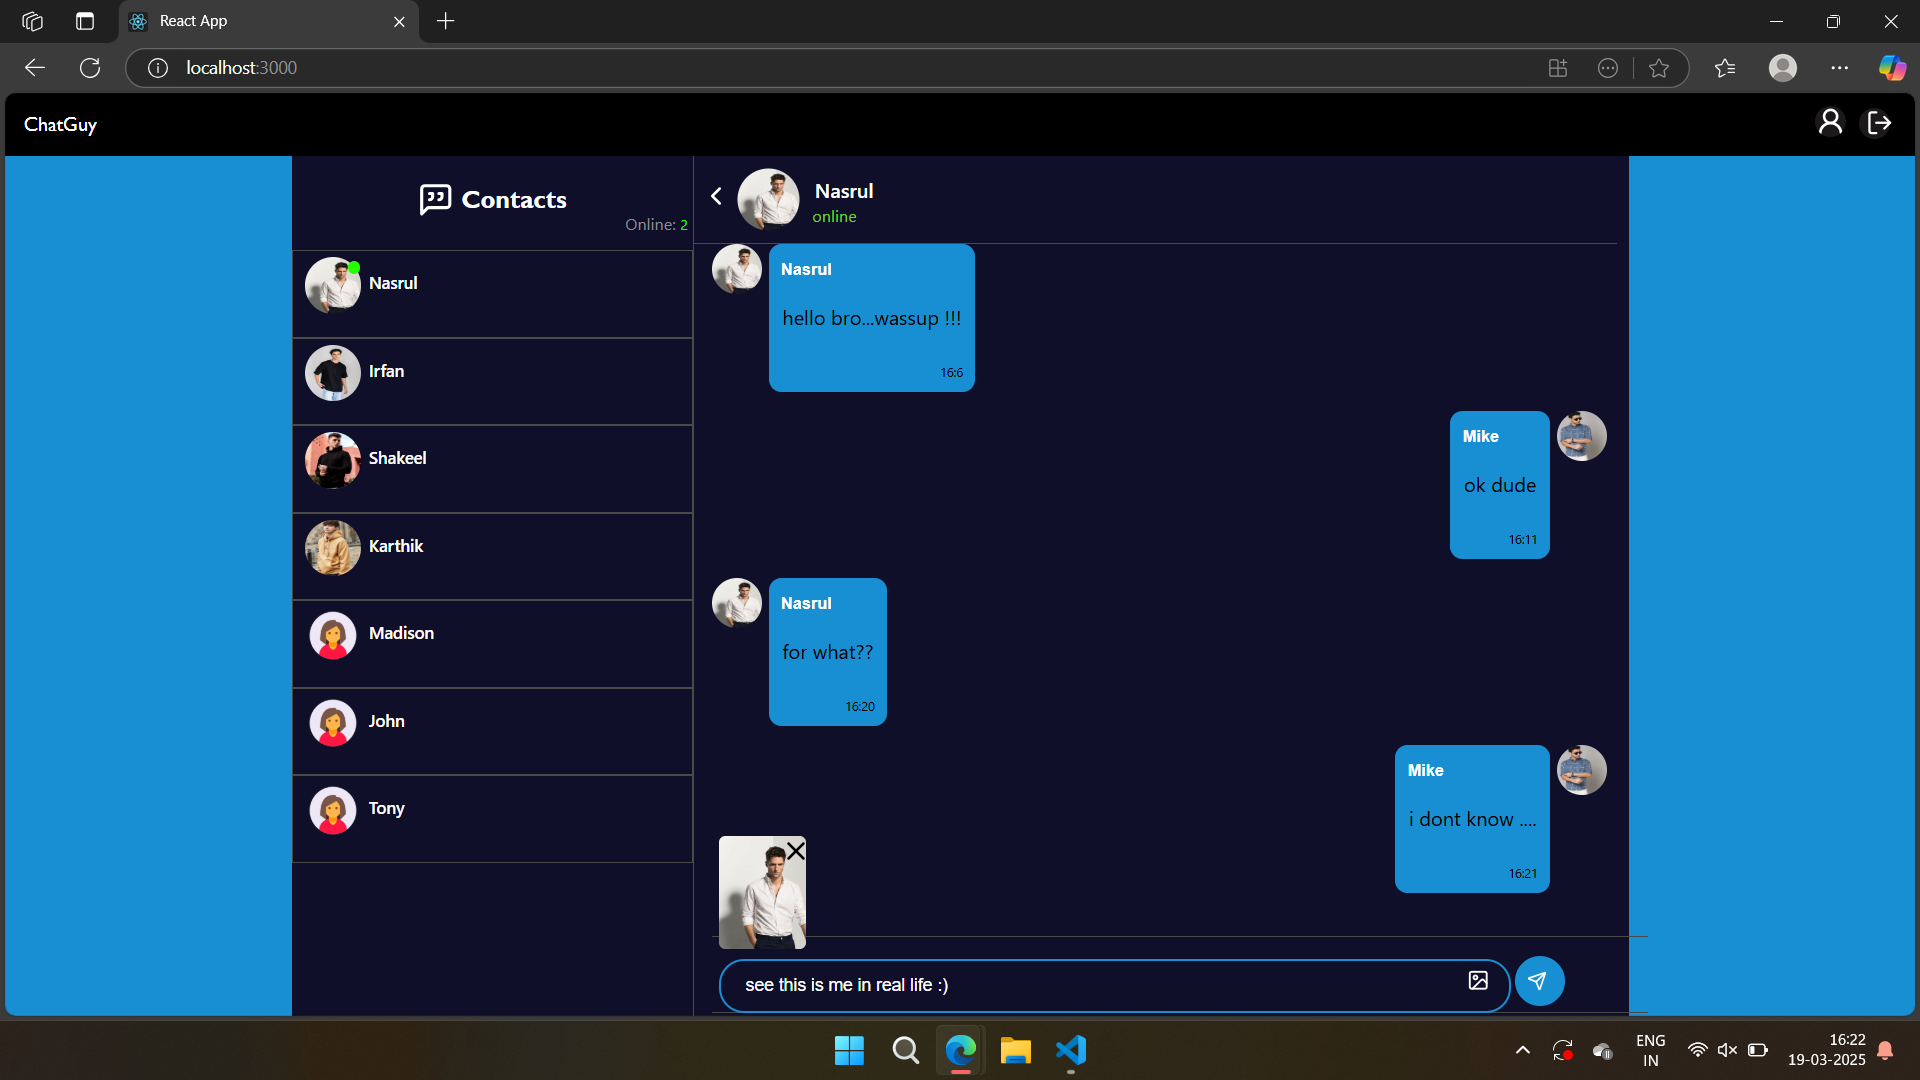 React App
localhost:3000
ChatGuy
Contacts
Online: 2
Nasrul
Irfan
Shakeel
Karthik
Madison
John
Tony
Nasrul
online
Nasrul
hello bro...wassup !!!
16:6
Mike
ok dude
16:11
Nasrul
for what??
16:20
Mike
i dont know ....
16:21
see this is me in real life :)
ENG
IN
16:22
19-03-2025